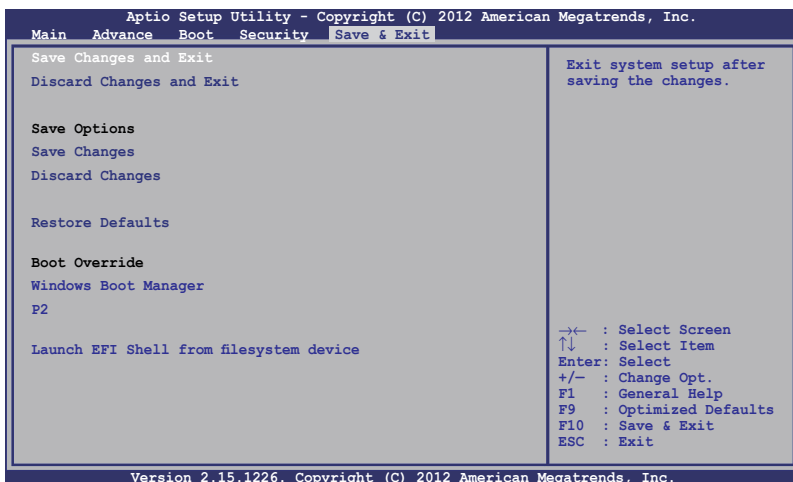 Aptio Setup Utility - Copyright (C) 2012 American Megatrends, Inc.
Main Advance Boot Security Save & Exit
Save Changes and Exit
Discard Changes and Exit
Save Options
Save Changes
Discard Changes
Restore Defaults
Boot Override
Windows Boot Manager
P2
Launch EFI Shell from filesystem device
Exit system setup after
saving the changes.
→← : Select Screen
↑↓ : Select Item
Enter: Select
+/— : Change Opt.
F1 : General Help
F9 : Optimized Defaults
F10 : Save & Exit
ESC : Exit
Version 2.15.1226. Copyright (C) 2012 American Megatrends, Inc.